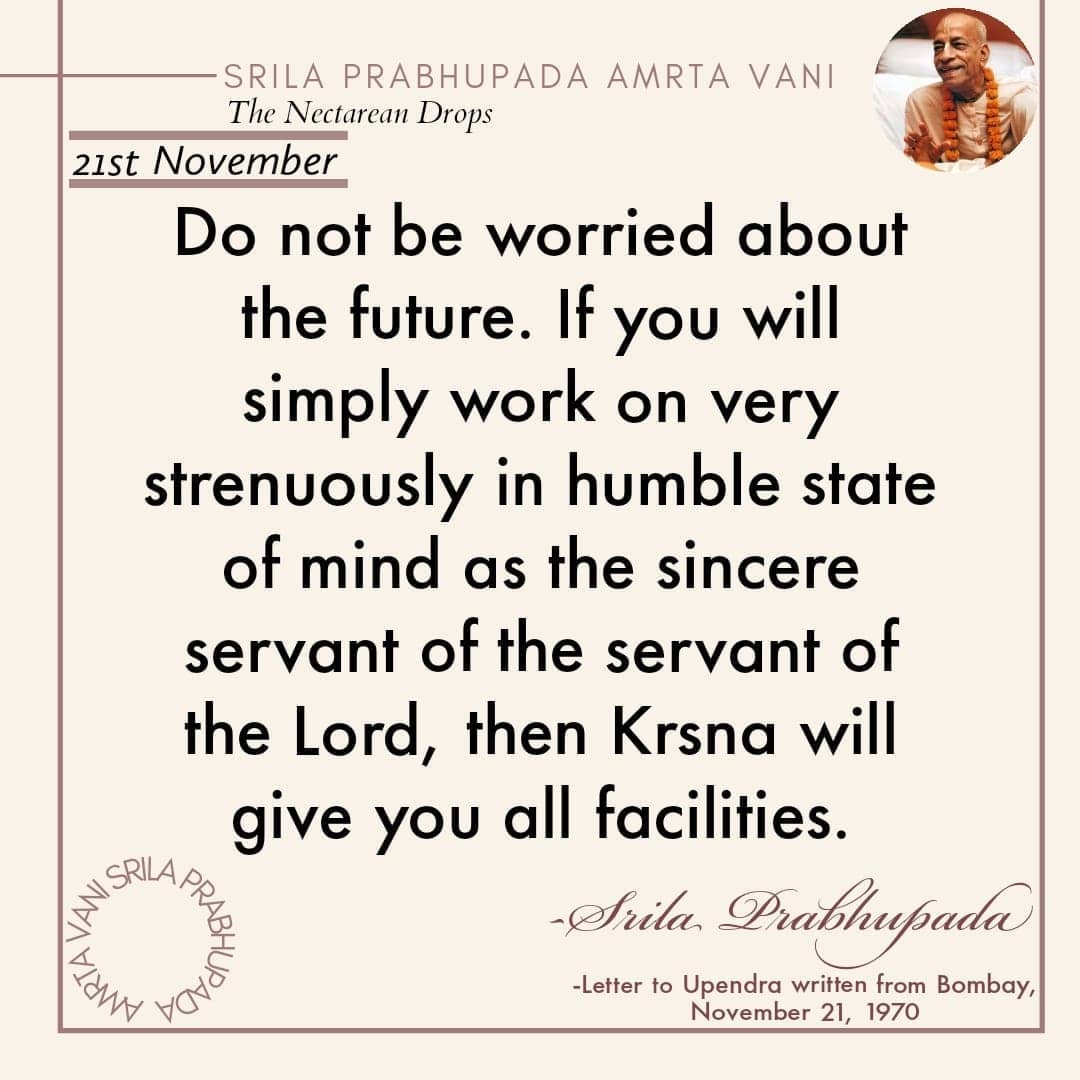 SRILA PRABHUPADA AMRTA VANI
The Nectarean Drops
21st November
Do not be worried about
the future. If you will
simply work on very
strenuously in humble state
of mind as the sincere
servant of the servant of
the Lord, then Krsna will
give you all facilities.
AMRTA VANI SRILA PRABHUPADA
-Srila Prabhupada
-Letter to Upendra written from Bombay,
November 21, 1970